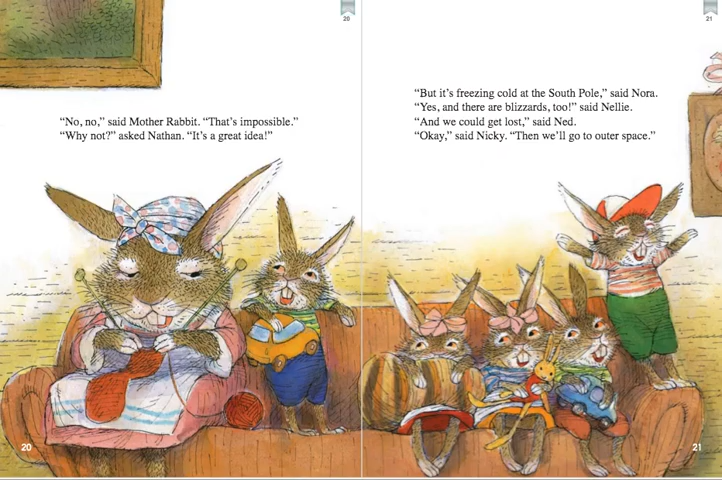 20
“No, no,” said Mother Rabbit. “That’s impossible.”
“Why not?” asked Nathan. “It’s a great idea!”
20
21
“But it’s freezing cold at the South Pole,” said Nora.
“Yes, and there are blizzards, too!” said Nellie.
“And we could get lost,” said Ned.
“Okay,” said Nicky. “Then we’ll go to outer space.”
21